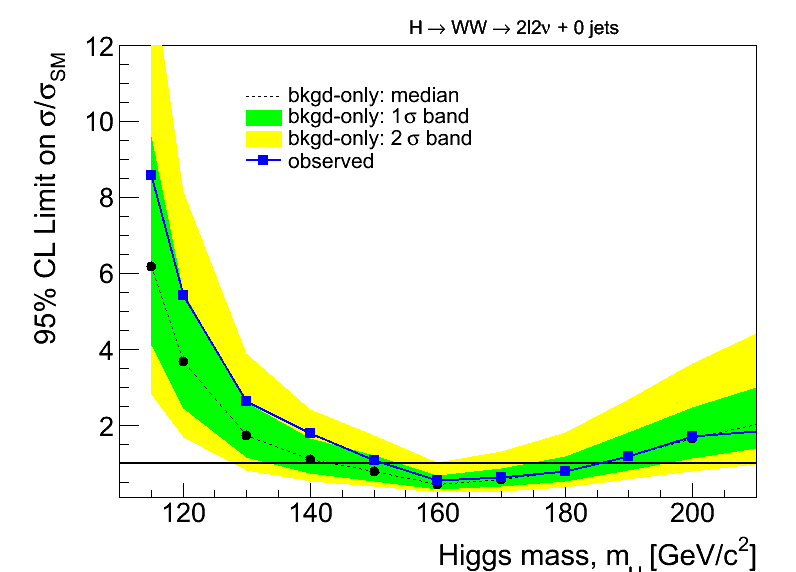 H → WW → 2l2ν + 0 jets
95% CL Limit on σ/σSM
12
10
8
6
4
2
bkgd-only: median
bkgd-only: 1 σ band
bkgd-only: 2 σ band
observed
120 140 160 180 200
Higgs mass, mH [GeV/c²]